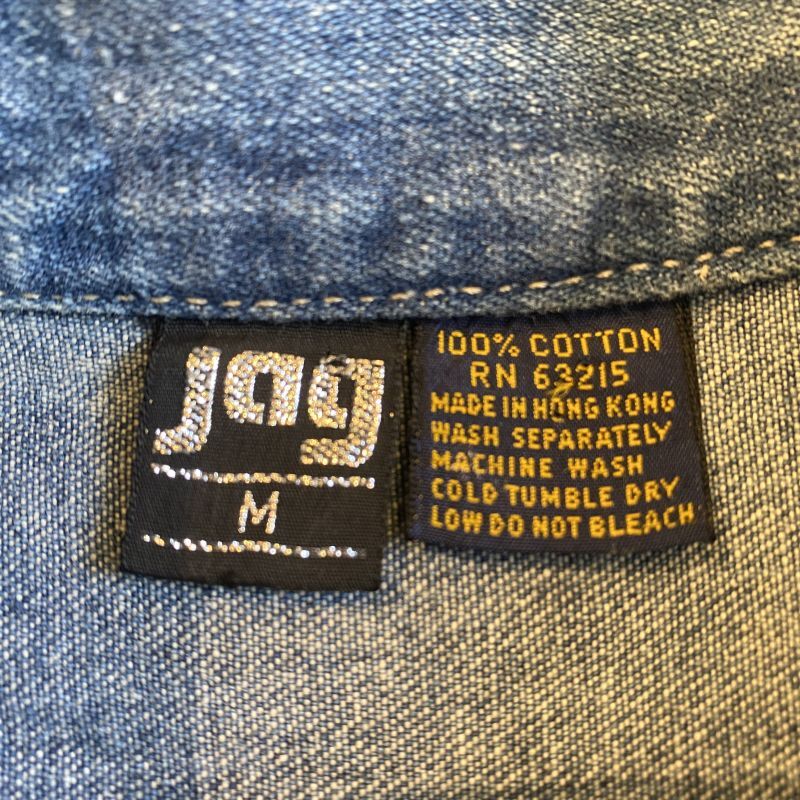 jag
M
100% COTTON
RN 63215
MADE IN HONG KONG
WASH SEPARATELY
MACHINE WASH
COLD TUMBLE DRY
LOW DO NOT BLEACH